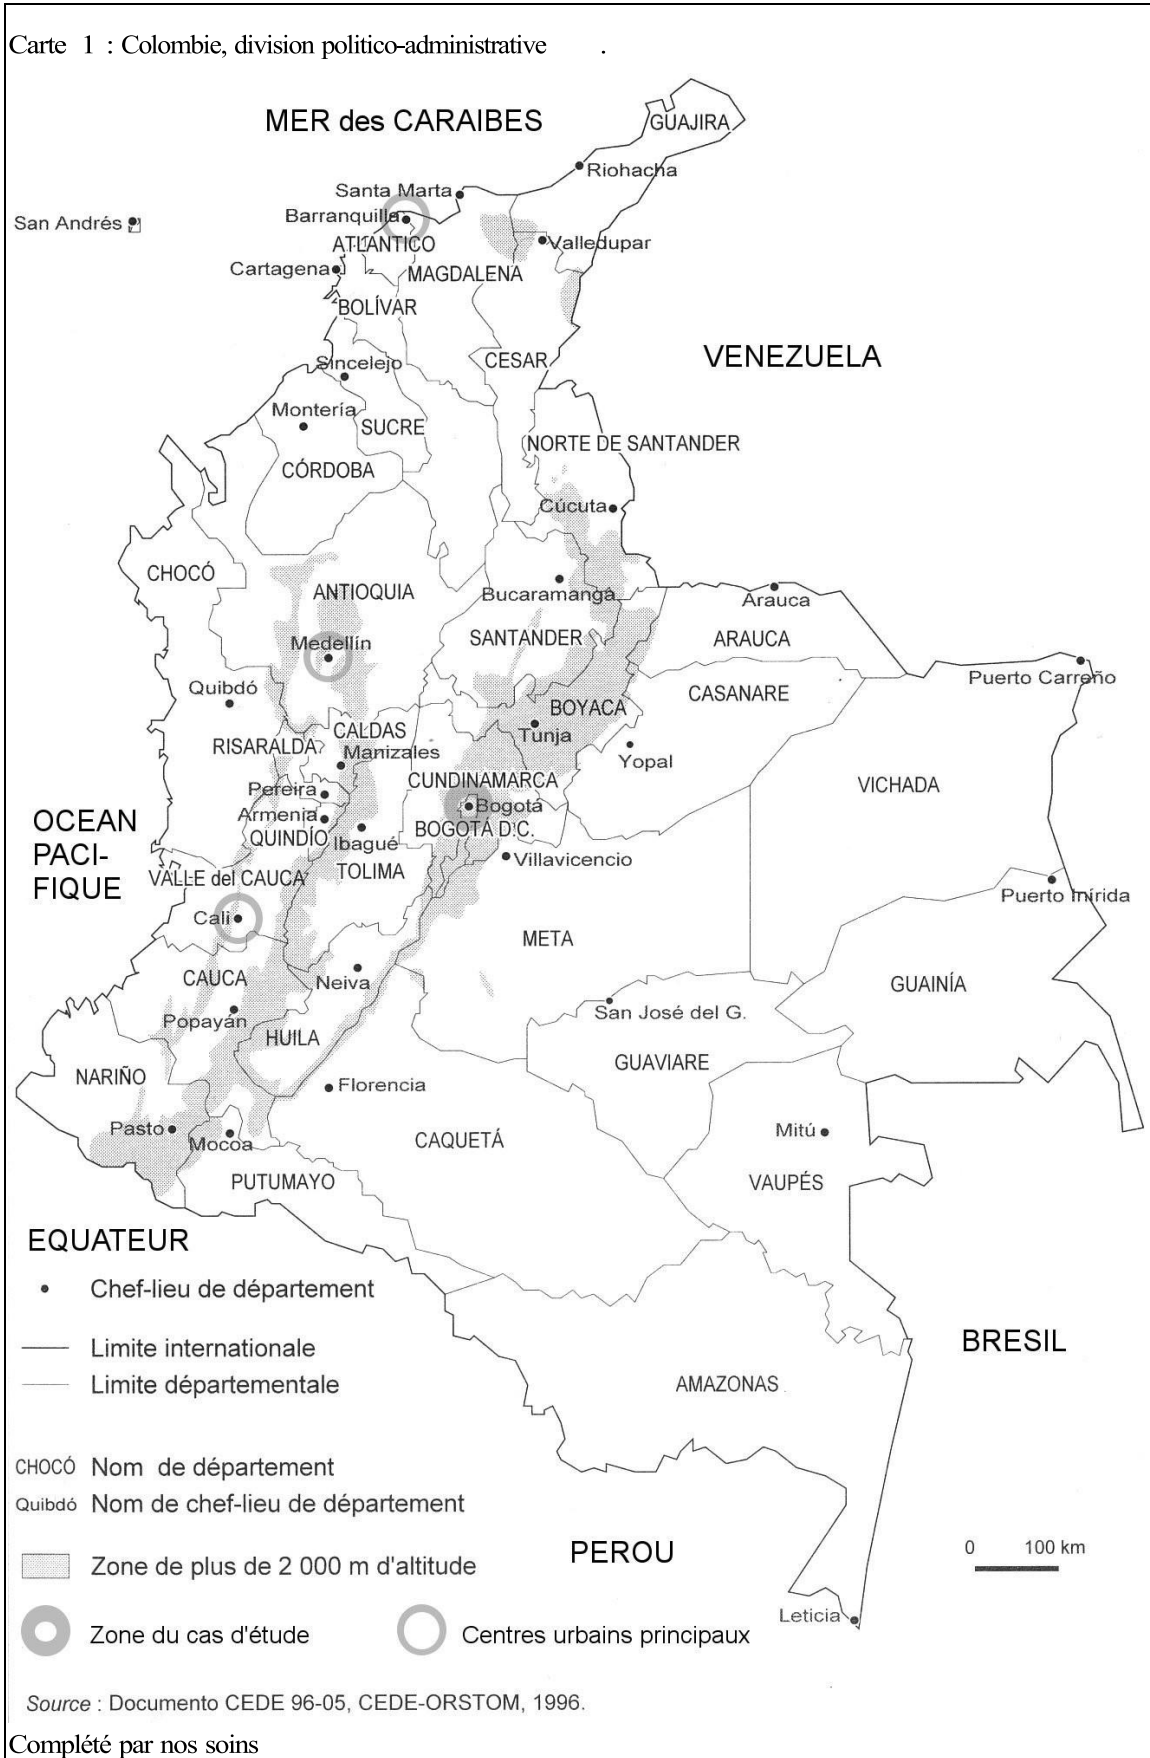 Carte 1 : Colombie, division politico-administrative .
MER des CARAIBES
GUAJIRA
Riohacha
Santa Marta
Barranquilla
San Andrés
ATLANTICO
Valledupar
Cartagena
MAGDALENA
BOLÍVAR
VENEZUELA
Sincelejo
CESAR
Montería
SUCRE
NORTE DE SANTANDER
CÓRDOBA
Cúcuta
CHOCÓ
ANTIOQUIA
Bucaramanga
Arauca
SANTANDER
ARAUCA
Medellín
Puerto Carreño
Quibdó
CASANARE
BOYACA
CALDAS
Tunja
RISARALDA
Manizales
Yopal
CUNDINAMARCA
VICHADA
Pereira
Bogotá
Armenia
OCEAN
PACI-
FIQUE
QUINDÍO
BOGOTÁ D.C.
Ibagué
Villavicencio
TOLIMA
VALLE del CAUCA
Puerto Inírida
Cali
META
CAUCA
Neiva
GUAINÍA
Popayán
San José del G.
HUILA
GUAVIARE
NARIÑO
Florencia
Pasto
Mocoa
CAQUETÁ
Mitú
PUTUMAYO
VAUPÉS
EQUATEUR
Chef-lieu de département
Limite internationale
BRESIL
Limite départementale
AMAZONAS
CHOCÓ Nom de département
Quibdó Nom de chef-lieu de département
PEROU
0 100 km
Zone de plus de 2 000 m d'altitude
Leticia
Zone du cas d'étude
Centres urbains principaux
Source : Documento CEDE 96-05, CEDE-ORSTOM, 1996.
Complété par nos soins